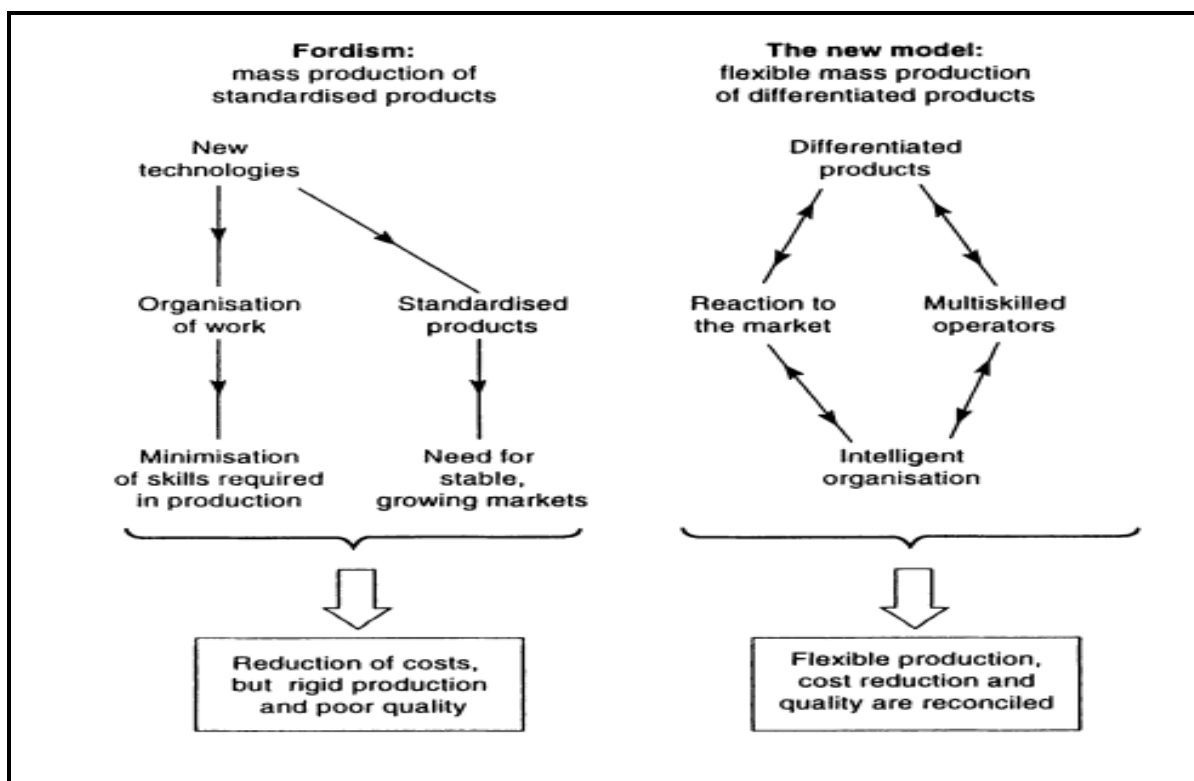 Fordism:
mass production of
standardised products
New
technologies
Organisation
of work
Standardised
products
Minimisation
of skills required
in production
Need for
stable,
growing markets
Reduction of costs,
but rigid production
and poor quality
The new model:
flexible mass production
of differentiated products
Differentiated
products
Reaction to
the market
Multiskilled
operators
Intelligent
organisation
Flexible production,
cost reduction and
quality are reconciled